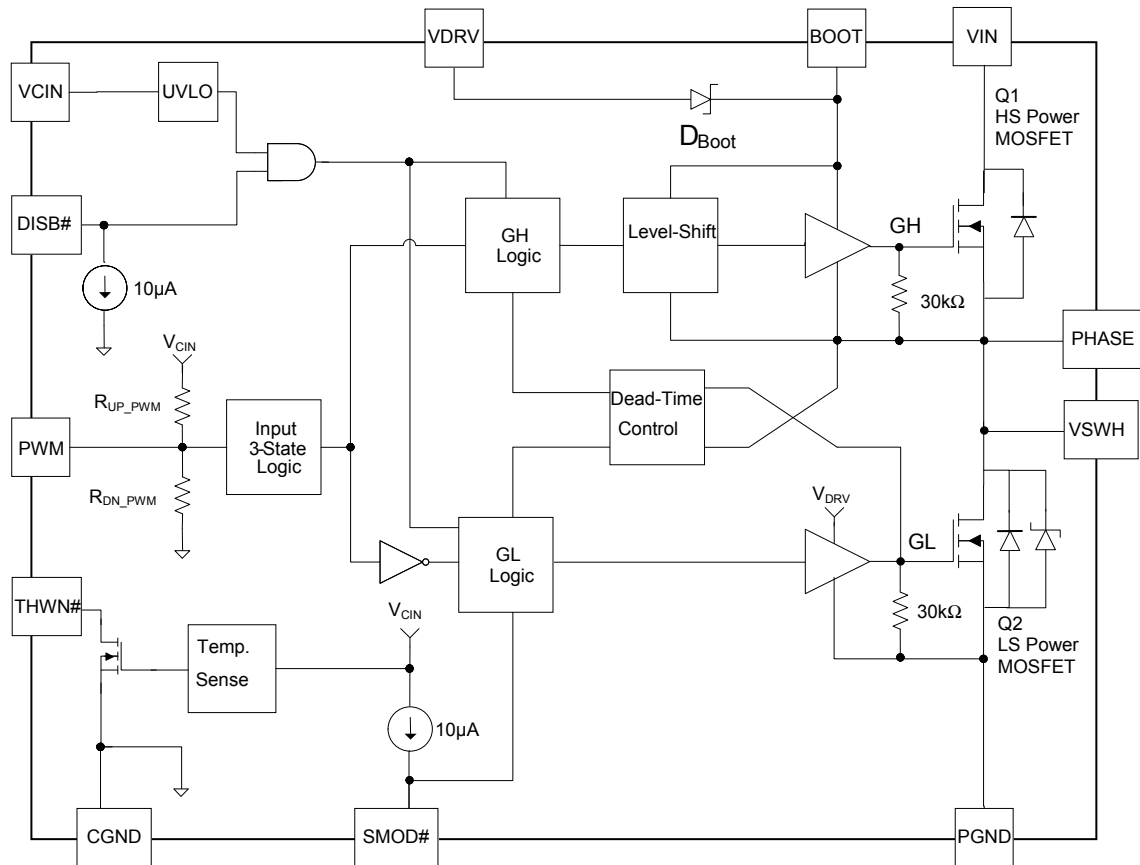 VDRV
BOOT
VIN
VCIN
UVLO
Q1
HS Power
MOSFET
DBoot
DISB#
GH
Logic
Level-Shift
GH
10µA
30kΩ
VCIN
PHASE
RUP_PWM
Dead-Time
Control
PWM
Input
3-State
Logic
VSWH
RDN_PWM
VDRV
GL
Logic
GL
THWN#
VCIN
30kΩ
Q2
LS Power
MOSFET
Temp.
Sense
10µA
CGND
SMOD#
PGND